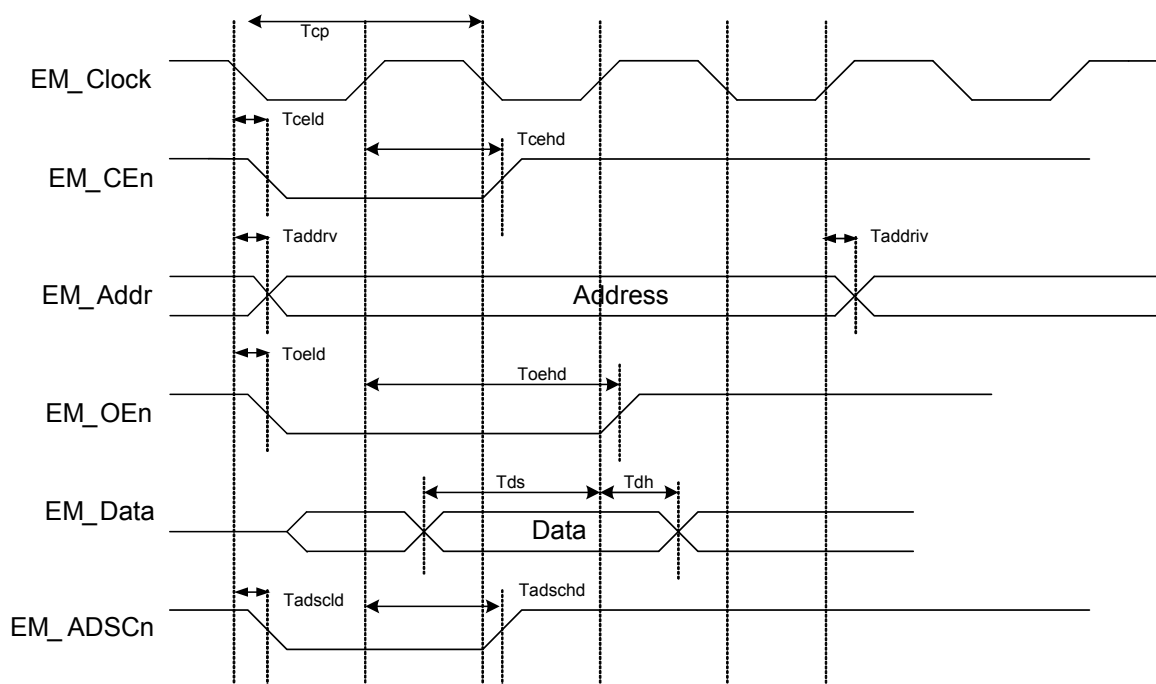 Tcp
EM_Clock
Tceld
Tcehd
EM_CEn
Taddrv
Taddriv
EM_Addr
Address
Toeld
Toehd
EM_OEn
Tds
Tdh
EM_Data
Data
Tadscld
Tadschd
EM_ADSCn